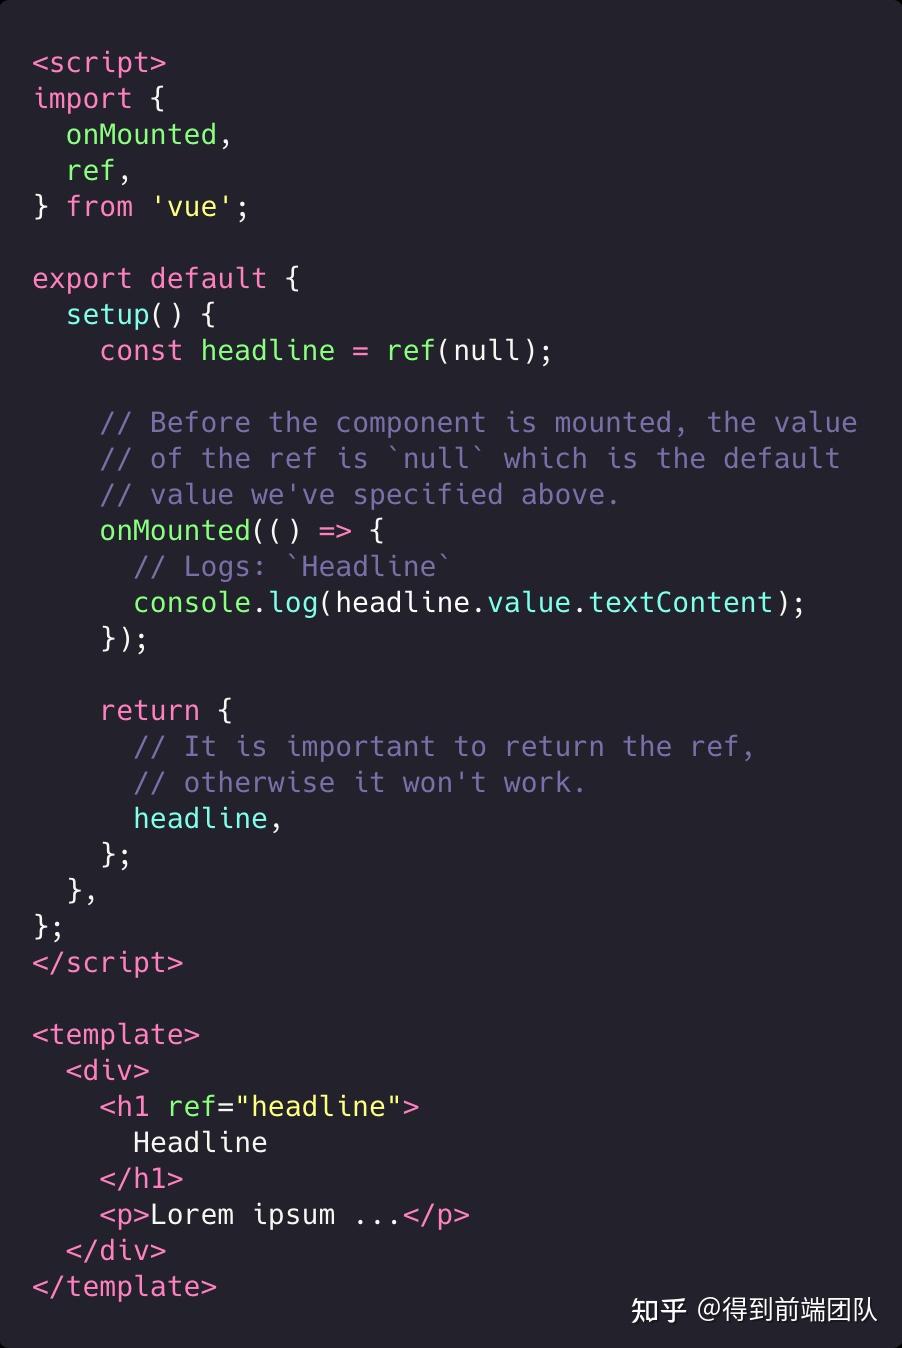 <script>
import {
  onMounted,
  ref,
} from 'vue';

export default {
  setup() {
    const headline = ref(null);

    // Before the component is mounted, the value
    // of the ref is `null` which is the default
    // value we've specified above.
    onMounted(() => {
      // Logs: `Headline`
      console.log(headline.value.textContent);
    });

    return {
      // It is important to return the ref,
      // otherwise it won't work.
      headline,
    };
  },
};
</script>

<template>
  <div>
    <h1 ref="headline">
      Headline
    </h1>
    <p>Lorem ipsum ...</p>
  </div>
</template>
知乎 @得到前端团队